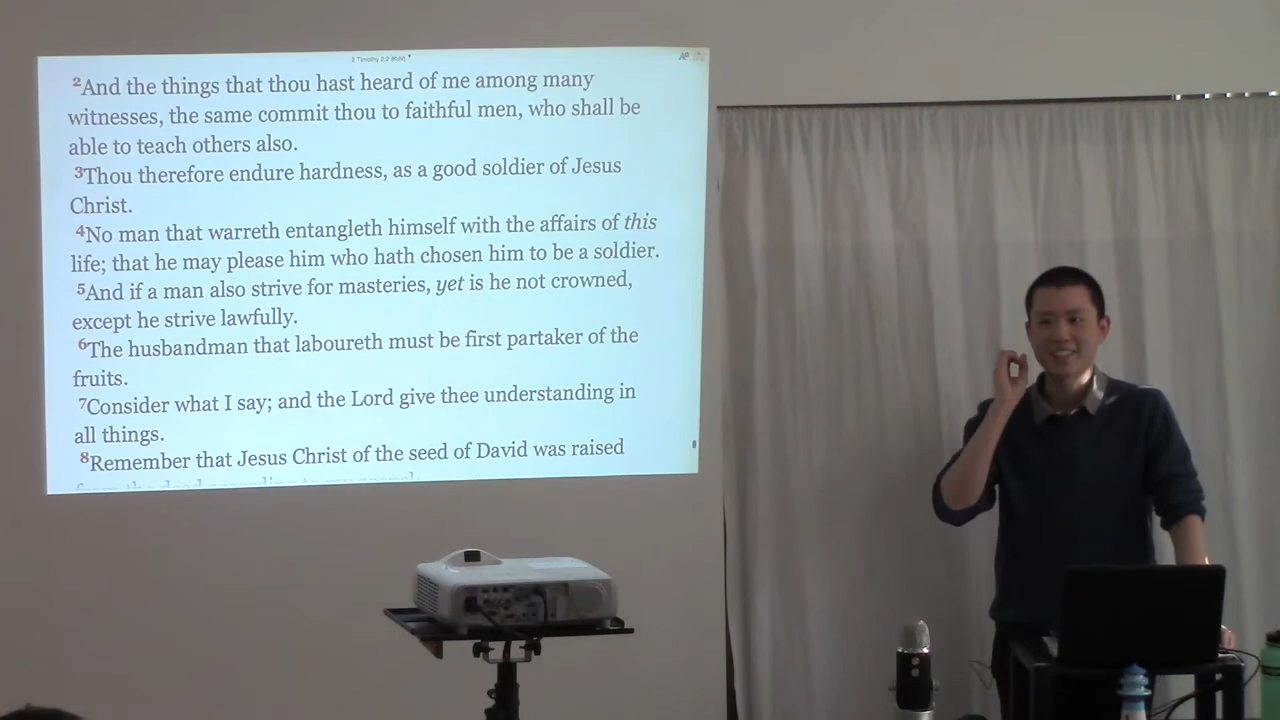 2 Timothy 2:2 (KJV)
2And the things that thou hast heard of me among many
witnesses, the same commit thou to faithful men, who shall be
able to teach others also.
3Thou therefore endure hardness, as a good soldier of Jesus
Christ.
4No man that warreth entangleth himself with the affairs of this
life; that he may please him who hath chosen him to be a soldier.
5And if a man also strive for masteries, yet is he not crowned,
except he strive lawfully.
6The husbandman that laboureth must be first partaker of the
fruits.
7Consider what I say; and the Lord give thee understanding in
all things.
8Remember that Jesus Christ of the seed of David was raised